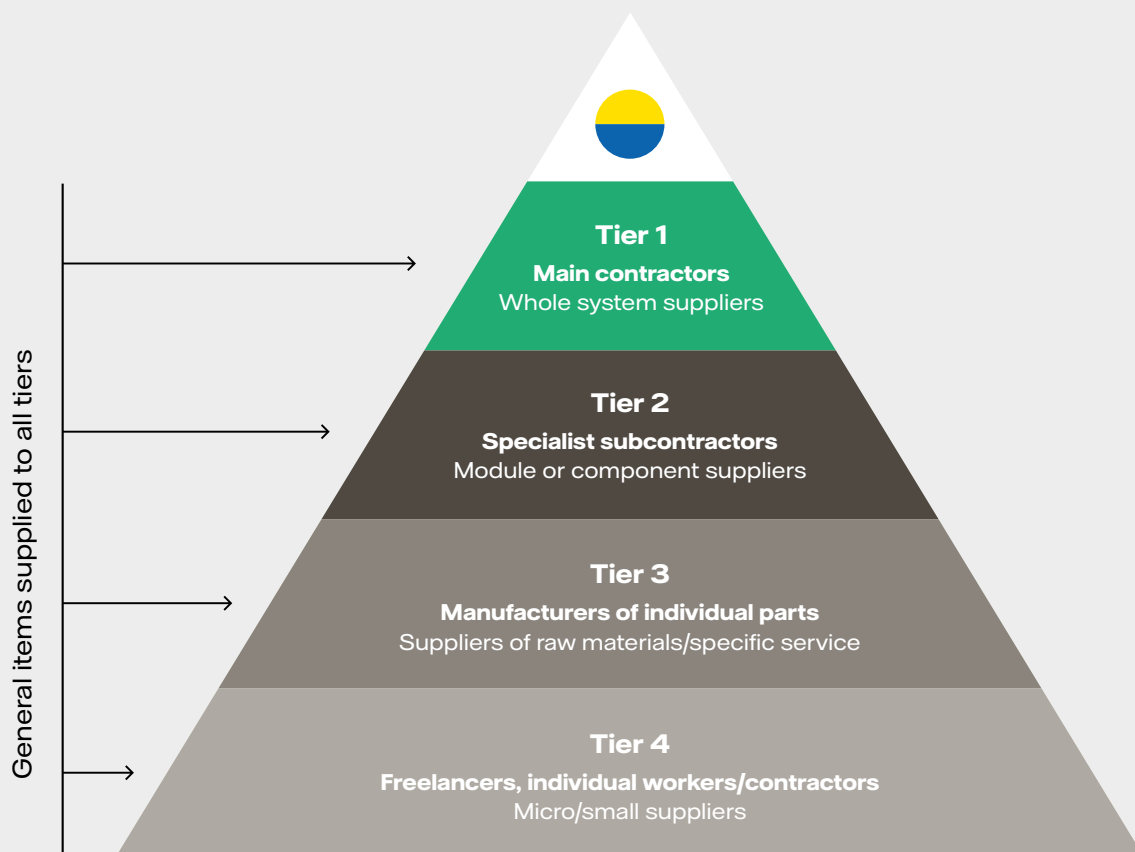 Tier 1
Main contractors
Whole system suppliers
Tier 2
Specialist subcontractors
Module or component suppliers
Tier 3
Manufacturers of individual parts
Suppliers of raw materials/specific service
Tier 4
Freelancers, individual workers/contractors
Micro/small suppliers
General items supplied to all tiers